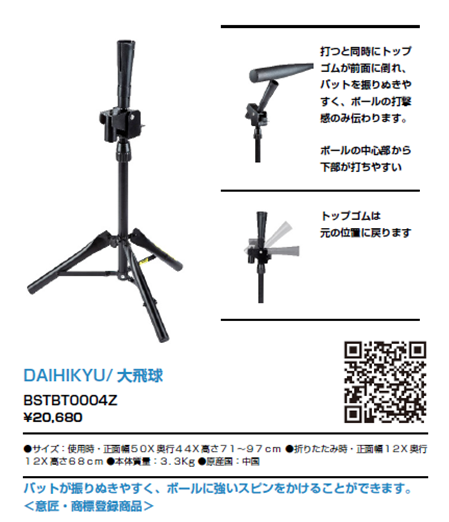 打つと同時にトップ
ゴムが前面に倒れ、
バットを振りぬきや
すく、ボールの打撃
感のみ伝わります。
ボールの中心部から
下部が打ちやすい
トップゴムは
元の位置に戻ります
DAIHIKYU/大飛球
BSTBT0004Z
¥20,680
●サイズ：使用時・正面幅50X奥行44X高さ71～97cm ●折りたたみ時・正面幅12X奥行
12X高さ68cm ●本体質量：3.3Kg ●原産国：中国
バットが振りぬきやすく、ボールに強いスピンをかけることができます。
＜意匠・商標登録商品＞